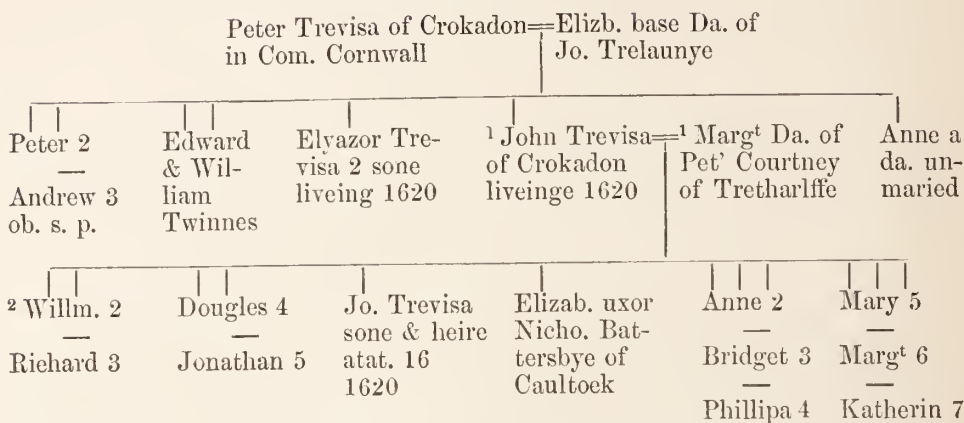 Peter Trevisa of Crokadon=Elizb. base Da. of
in Com. Cornwall
Jo. Trelaunye
Peter 2
—
Andrew 3
ob. s. p.
Edward
& Wil-
liam
Twinnes
Elyazor Tre-
visa 2 sone
liveing 1620
¹ John Trevisa=
of Crokadon
liveinge 1620
¹ Margᵗ Da. of
Pet' Courtney
of Tretharlffe
Anne a
da. un-
maried
² Willm. 2
—
Riehard 3
Dougles 4
—
Jonathan 5
Jo. Trevisa
sone & heire
atat. 16
1620
Elizab. uxor
Nicho. Bat-
tersbye of
Caultoek
Anne 2
—
Bridget 3
—
Phillipa 4
Mary 5
—
Margᵗ 6
—
Katherin 7